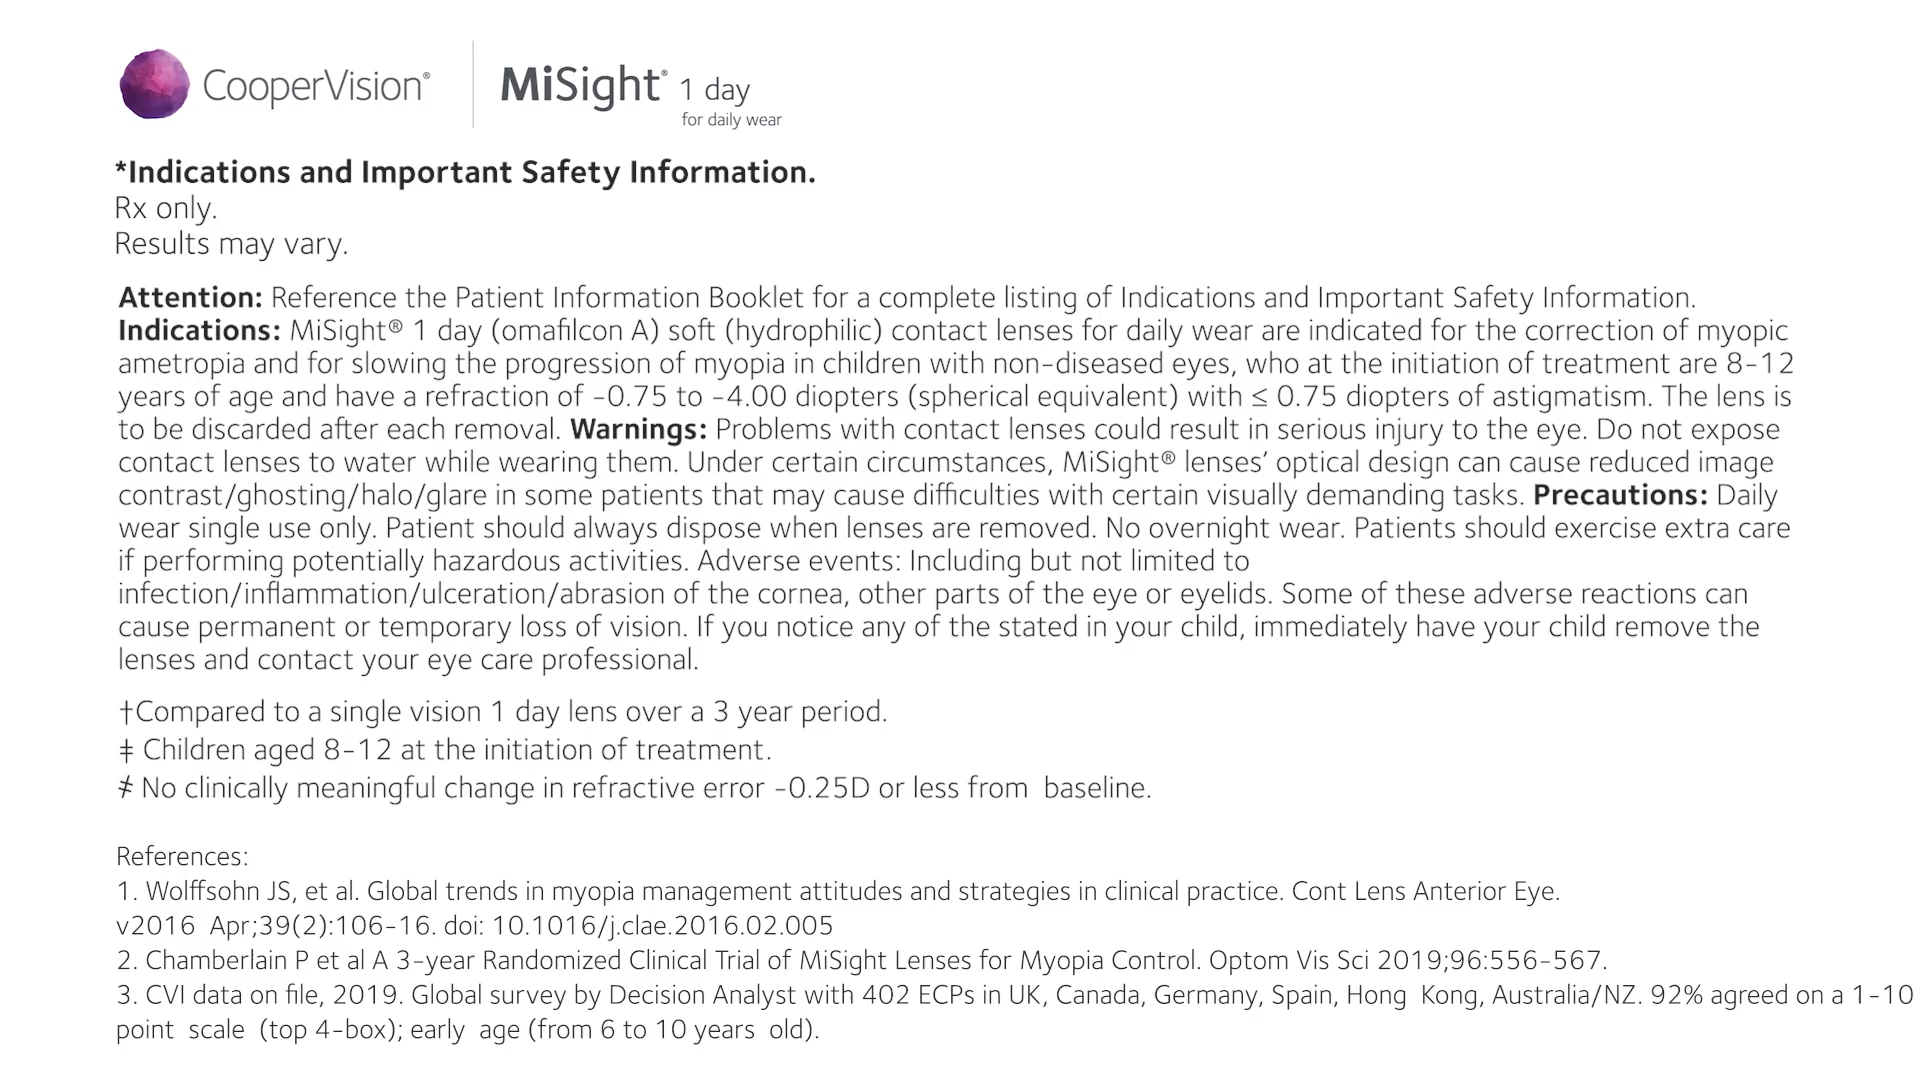 CooperVision®
MiSight® 1 day
for daily wear
*Indications and Important Safety Information.
Rx only.
Results may vary.
Attention: Reference the Patient Information Booklet for a complete listing of Indications and Important Safety Information.
Indications: MiSight® 1 day (omafilcon A) soft (hydrophilic) contact lenses for daily wear are indicated for the correction of myopic
ametropia and for slowing the progression of myopia in children with non-diseased eyes, who at the initiation of treatment are 8-12
years of age and have a refraction of -0.75 to -4.00 diopters (spherical equivalent) with ≤ 0.75 diopters of astigmatism. The lens is
to be discarded after each removal. Warnings: Problems with contact lenses could result in serious injury to the eye. Do not expose
contact lenses to water while wearing them. Under certain circumstances, MiSight® lenses’ optical design can cause reduced image
contrast/ghosting/halo/glare in some patients that may cause difficulties with certain visually demanding tasks. Precautions: Daily
wear single use only. Patient should always dispose when lenses are removed. No overnight wear. Patients should exercise extra care
if performing potentially hazardous activities. Adverse events: Including but not limited to
infection/inflammation/ulceration/abrasion of the cornea, other parts of the eye or eyelids. Some of these adverse reactions can
cause permanent or temporary loss of vision. If you notice any of the stated in your child, immediately have your child remove the
lenses and contact your eye care professional.
†Compared to a single vision 1 day lens over a 3 year period.
‡ Children aged 8-12 at the initiation of treatment.
≠ No clinically meaningful change in refractive error -0.25D or less from baseline.
References:
1. Wolffsohn JS, et al. Global trends in myopia management attitudes and strategies in clinical practice. Cont Lens Anterior Eye.
v2016 Apr;39(2):106-16. doi: 10.1016/j.clae.2016.02.005
2. Chamberlain P et al A 3-year Randomized Clinical Trial of MiSight Lenses for Myopia Control. Optom Vis Sci 2019;96:556-567.
3. CVI data on file, 2019. Global survey by Decision Analyst with 402 ECPs in UK, Canada, Germany, Spain, Hong Kong, Australia/NZ. 92% agreed on a 1-10
point scale (top 4-box); early age (from 6 to 10 years old).